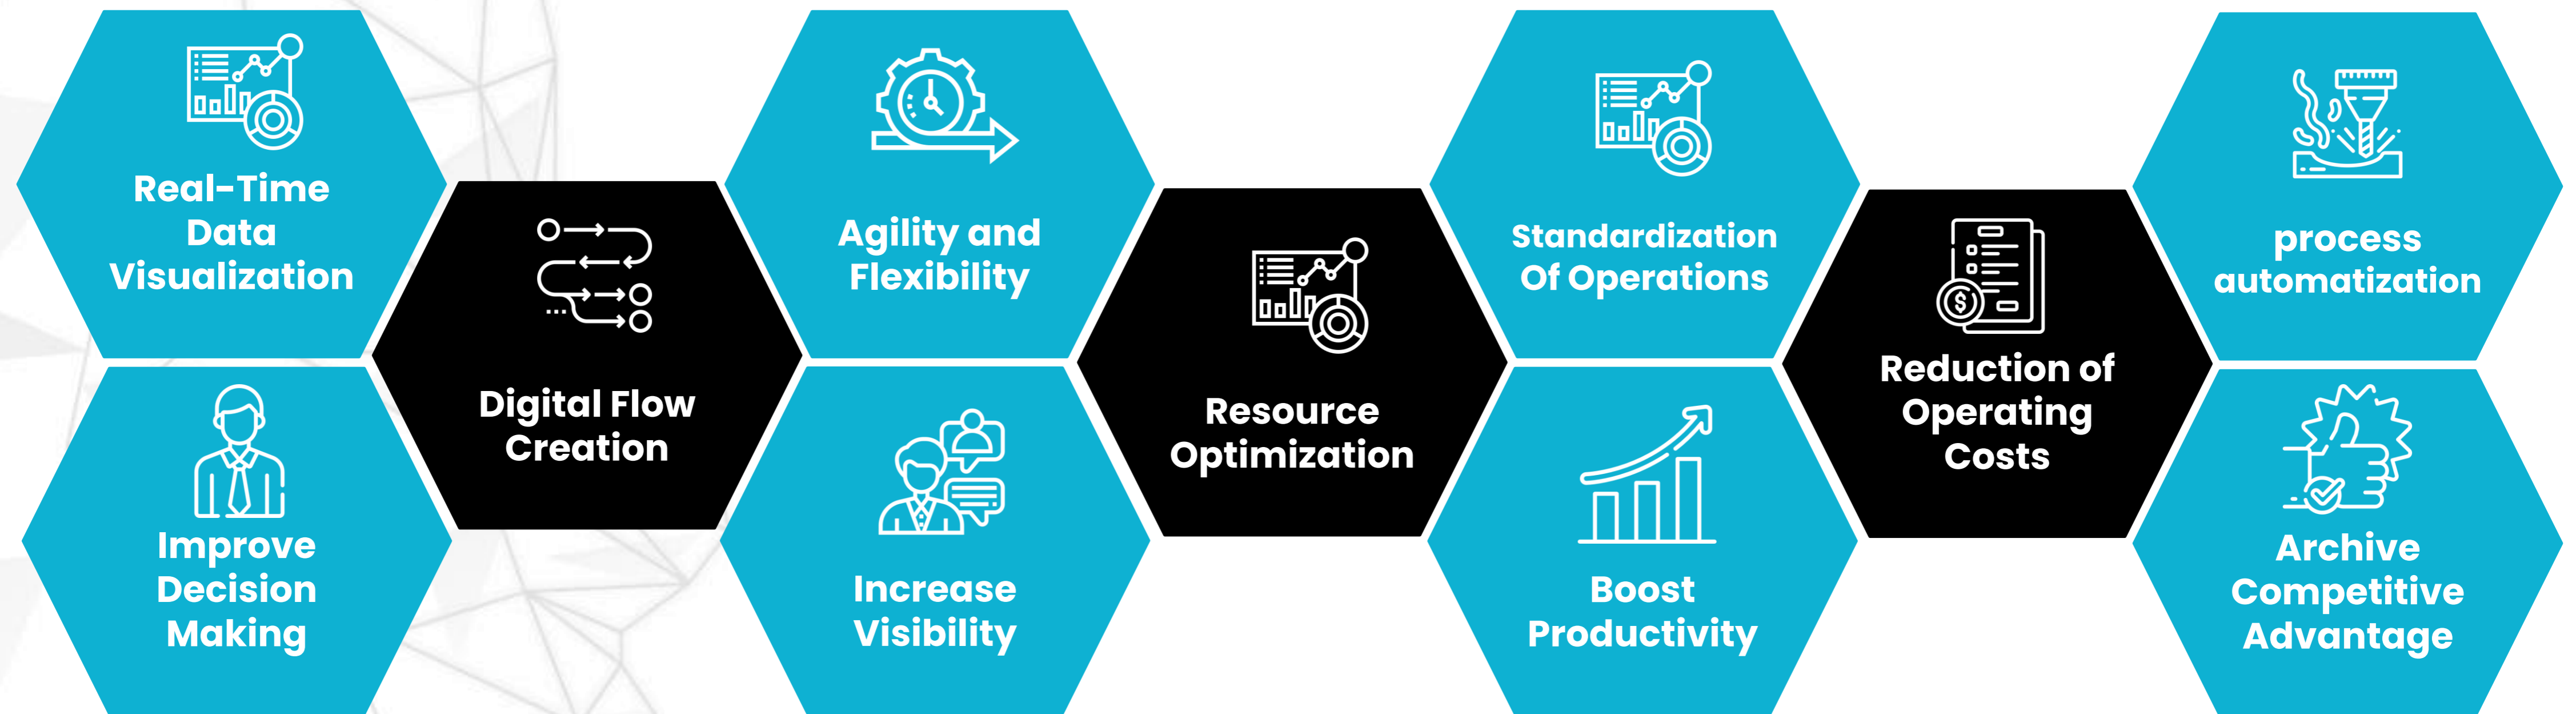 Real-Time
Data
Visualization
Improve
Decision
Making
Digital Flow
Creation
Agility and
Flexibility
Increase
Visibility
Resource
Optimization
Standardization
Of Operations
Boost
Productivity
Reduction of
Operating
Costs
process
automatization
Archive
Competitive
Advantage